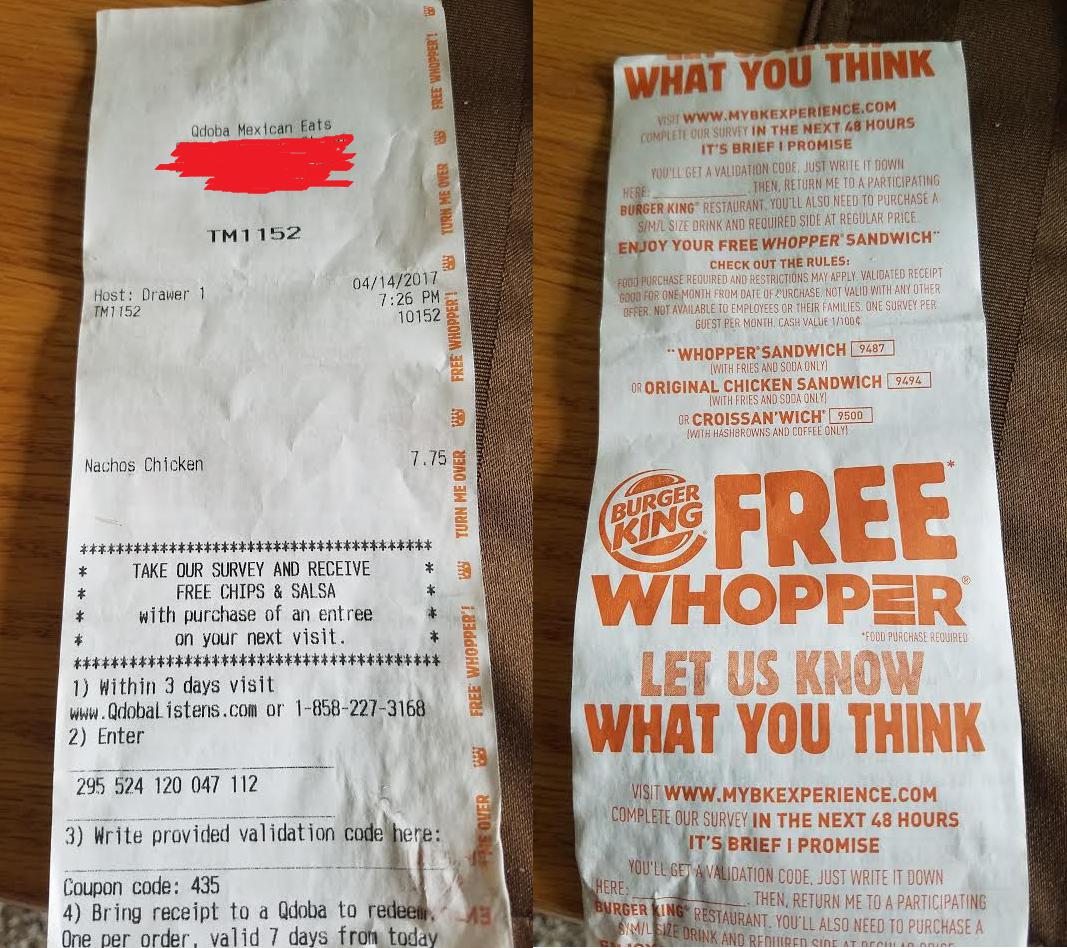 Qdoba Mexican Eats
TM1152
04/14/2017
Host: Drawer 1 7:26 PM
TM1152 10152
Nachos Chicken 7.75
***************************************
* TAKE OUR SURVEY AND RECEIVE *
* FREE CHIPS & SALSA *
* with purchase of an entree *
* on your next visit. *
***************************************
1) Within 3 days visit
www.QdobaListens.com or 1-858-227-3168
2) Enter
295 524 120 047 112
3) Write provided validation code here:
Coupon code: 435
4) Bring receipt to a Qdoba to redeem.
One per order, valid 7 days from today
FREE WHOPPER!
TURN ME OVER
FREE WHOPPER!
TURN ME OVER
FREE WHOPPER!
OVER
LET US KNOW
WHAT YOU THINK
VISIT WWW.MYBKEXPERIENCE.COM
COMPLETE OUR SURVEY IN THE NEXT 48 HOURS
IT'S BRIEF I PROMISE
YOU'LL GET A VALIDATION CODE, JUST WRITE IT DOWN
HERE: ____________ . THEN, RETURN ME TO A PARTICIPATING
BURGER KING® RESTAURANT. YOU'LL ALSO NEED TO PURCHASE A
S/M/L SIZE DRINK AND REQUIRED SIDE AT REGULAR PRICE.
ENJOY YOUR FREE WHOPPER® SANDWICH**
CHECK OUT THE RULES:
FOOD PURCHASE REQUIRED AND RESTRICTIONS MAY APPLY. VALIDATED RECEIPT
GOOD FOR ONE MONTH FROM DATE OF PURCHASE. NOT VALID WITH ANY OTHER
OFFER. NOT AVAILABLE TO EMPLOYEES OR THEIR FAMILIES. ONE SURVEY PER
GUEST PER MONTH. CASH VALUE 1/100¢
**WHOPPER® SANDWICH 9487
(WITH FRIES AND SODA ONLY)
OR ORIGINAL CHICKEN SANDWICH 9494
(WITH FRIES AND SODA ONLY)
OR CROISSAN'WICH® 9500
(WITH HASHBROWNS AND COFFEE ONLY)
BURGER KING® FREE*
WHOPPER®
*FOOD PURCHASE REQUIRED
LET US KNOW
WHAT YOU THINK
VISIT WWW.MYBKEXPERIENCE.COM
COMPLETE OUR SURVEY IN THE NEXT 48 HOURS
IT'S BRIEF I PROMISE
YOU'LL GET A VALIDATION CODE, JUST WRITE IT DOWN
HERE: ____________ . THEN, RETURN ME TO A PARTICIPATING
BURGER KING® RESTAURANT. YOU'LL ALSO NEED TO PURCHASE A
S/M/L SIZE DRINK AND REQUIRED SIDE AT REGULAR PRICE.